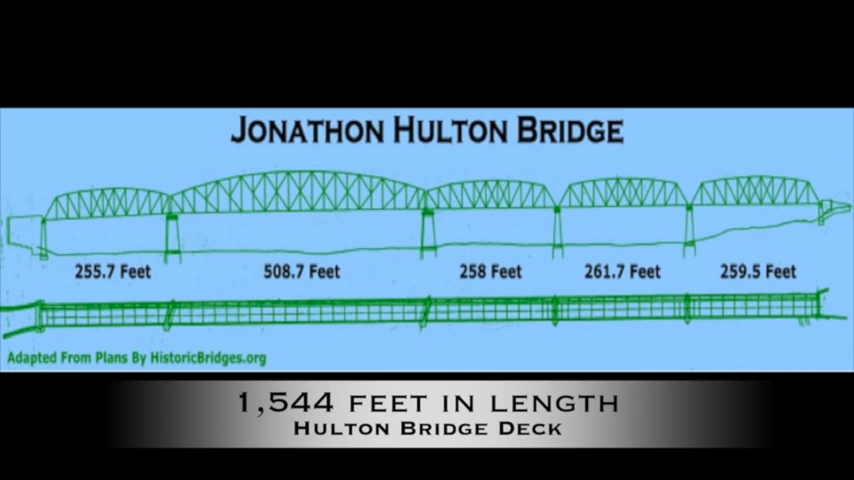 JONATHON HULTON BRIDGE
255.7 Feet 508.7 Feet 258 Feet 261.7 Feet 259.5 Feet
Adapted From Plans By HistoricBridges.org
1,544 FEET IN LENGTH
HULTON BRIDGE DECK